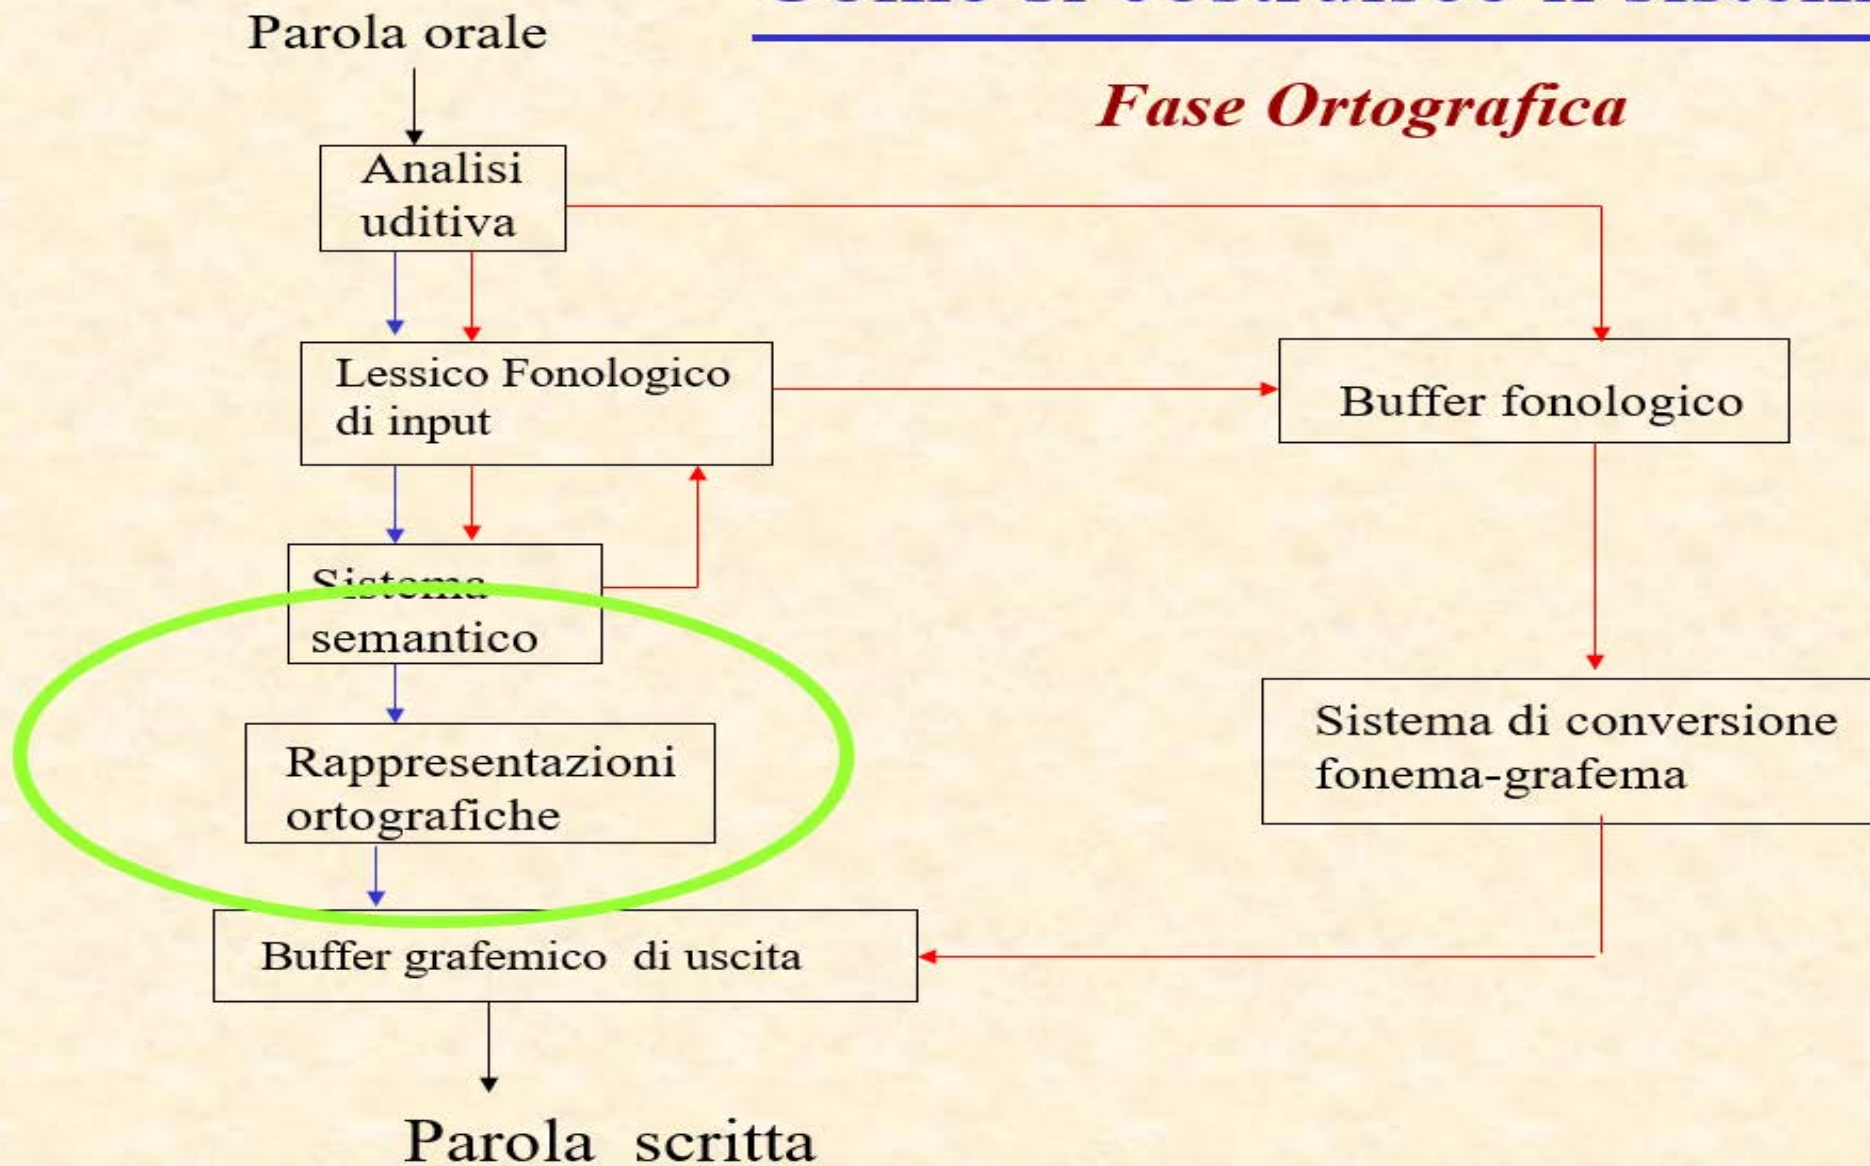 Parola orale
Fase Ortografica
Analisi
uditiva
Lessico Fonologico
di input
Buffer fonologico
Sistema
semantico
Rappresentazioni
ortografiche
Sistema di conversione
fonema-grafema
Buffer grafemico di uscita
Parola scritta